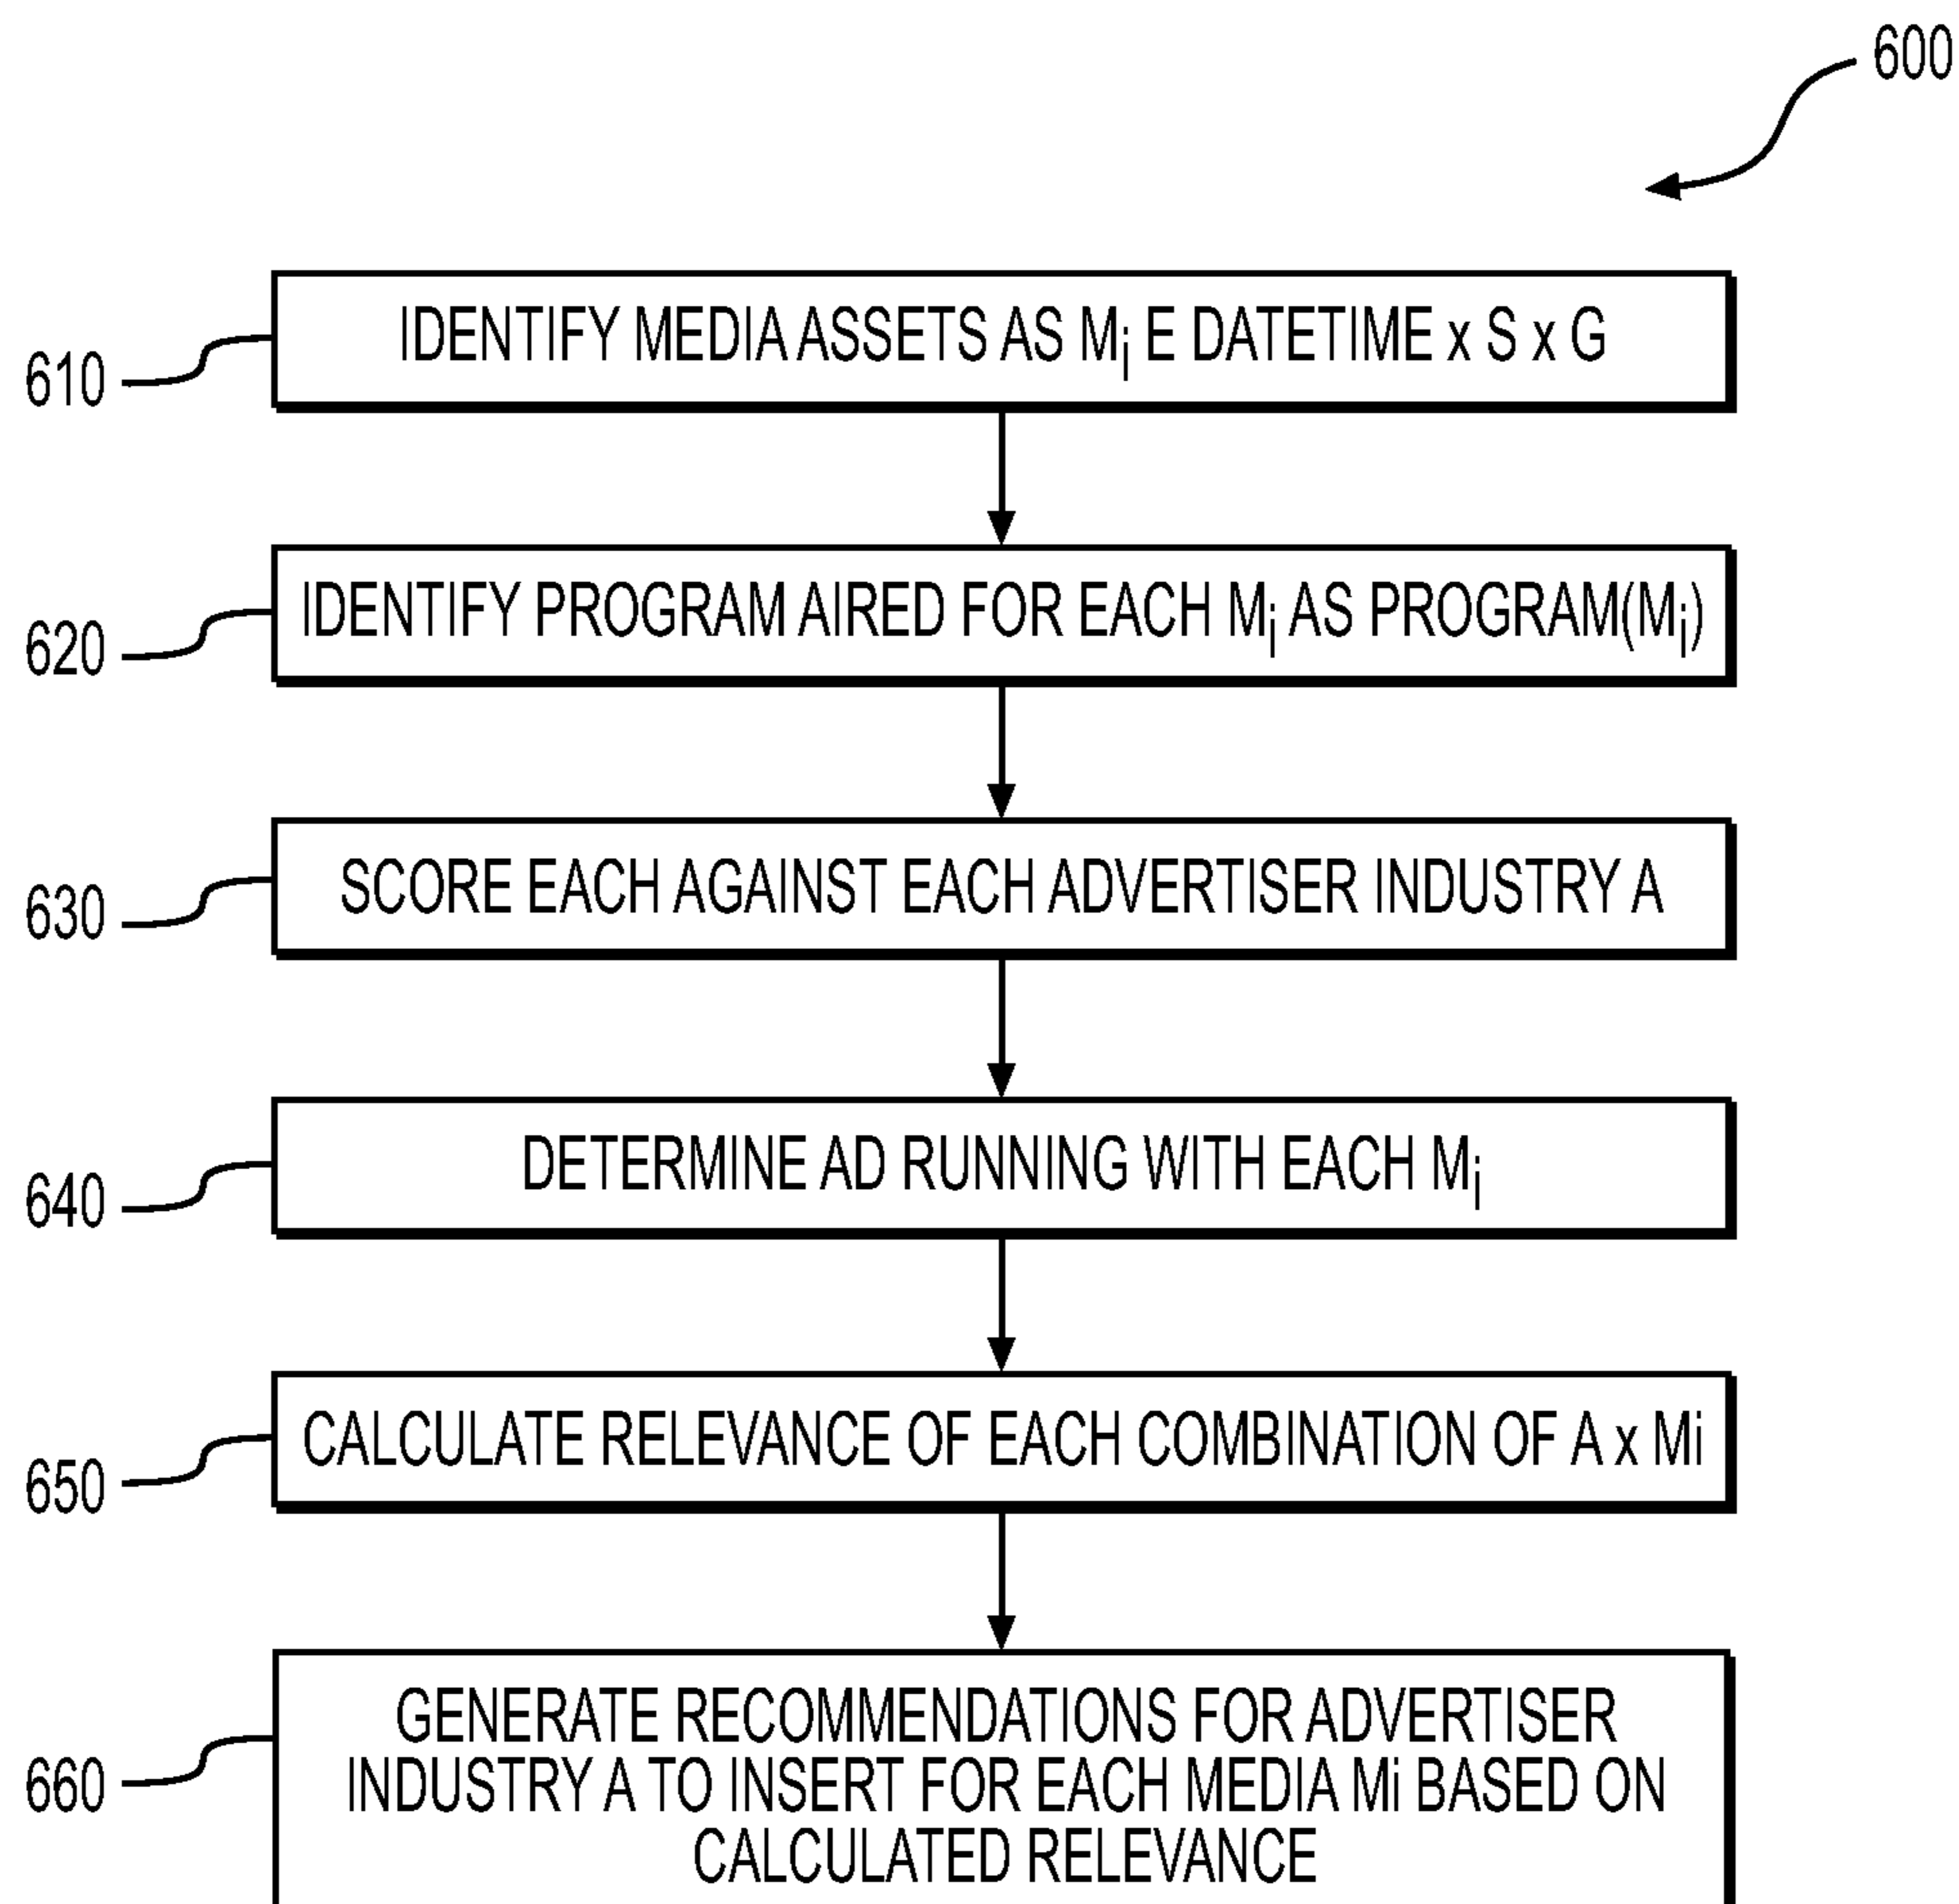 600
610
IDENTIFY MEDIA ASSETS AS Mi E DATETIME x S x G
620
IDENTIFY PROGRAM AIRED FOR EACH Mi AS PROGRAM(Mi)
630
SCORE EACH AGAINST EACH ADVERTISER INDUSTRY A
640
DETERMINE AD RUNNING WITH EACH Mi
650
CALCULATE RELEVANCE OF EACH COMBINATION OF A x Mi
660
GENERATE RECOMMENDATIONS FOR ADVERTISER
INDUSTRY A TO INSERT FOR EACH MEDIA Mi BASED ON
CALCULATED RELEVANCE